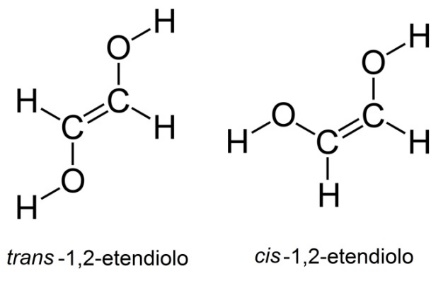 O H
O H
H C H
H C
O C H
H O C
H O
H H
trans-1,2-etendiolo cis-1,2-etendiolo